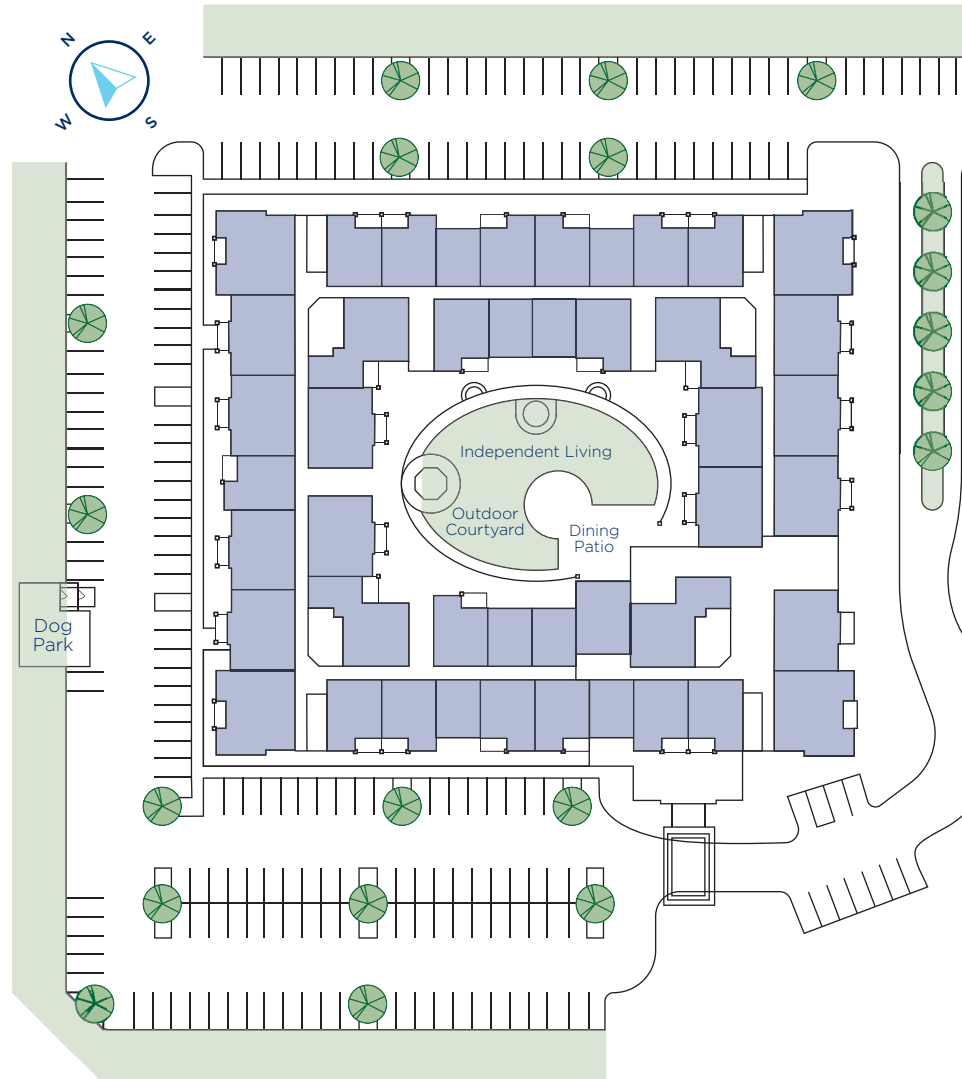 N
E
W
S
Independent Living
Outdoor
Courtyard
Dining
Patio
Dog
Park